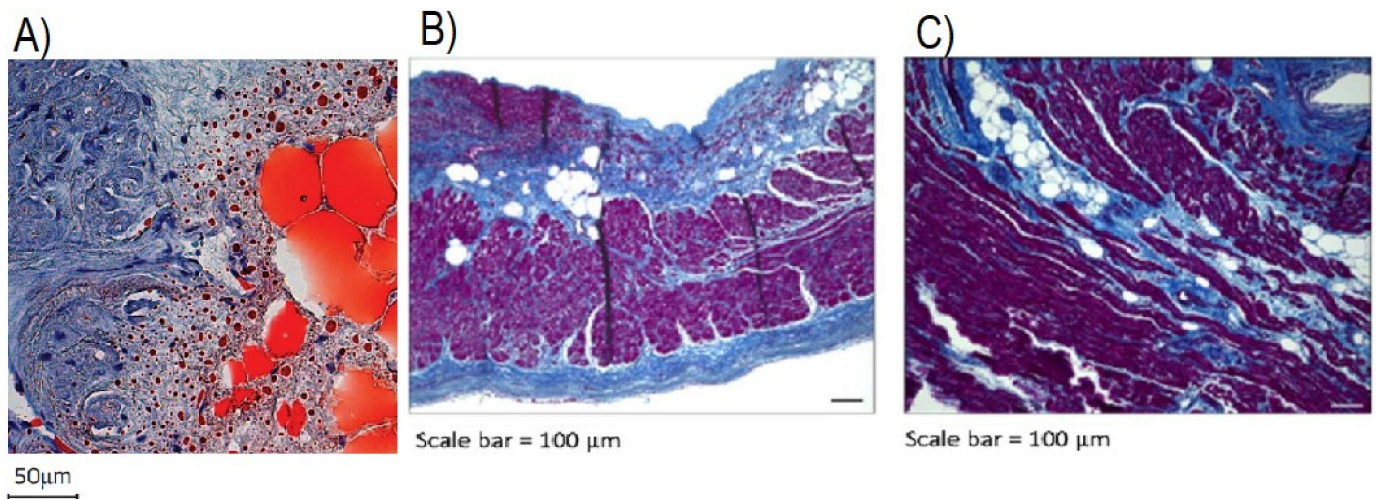 A)
B)
C)
Scale bar = 100 μm
Scale bar = 100 μm
50μm